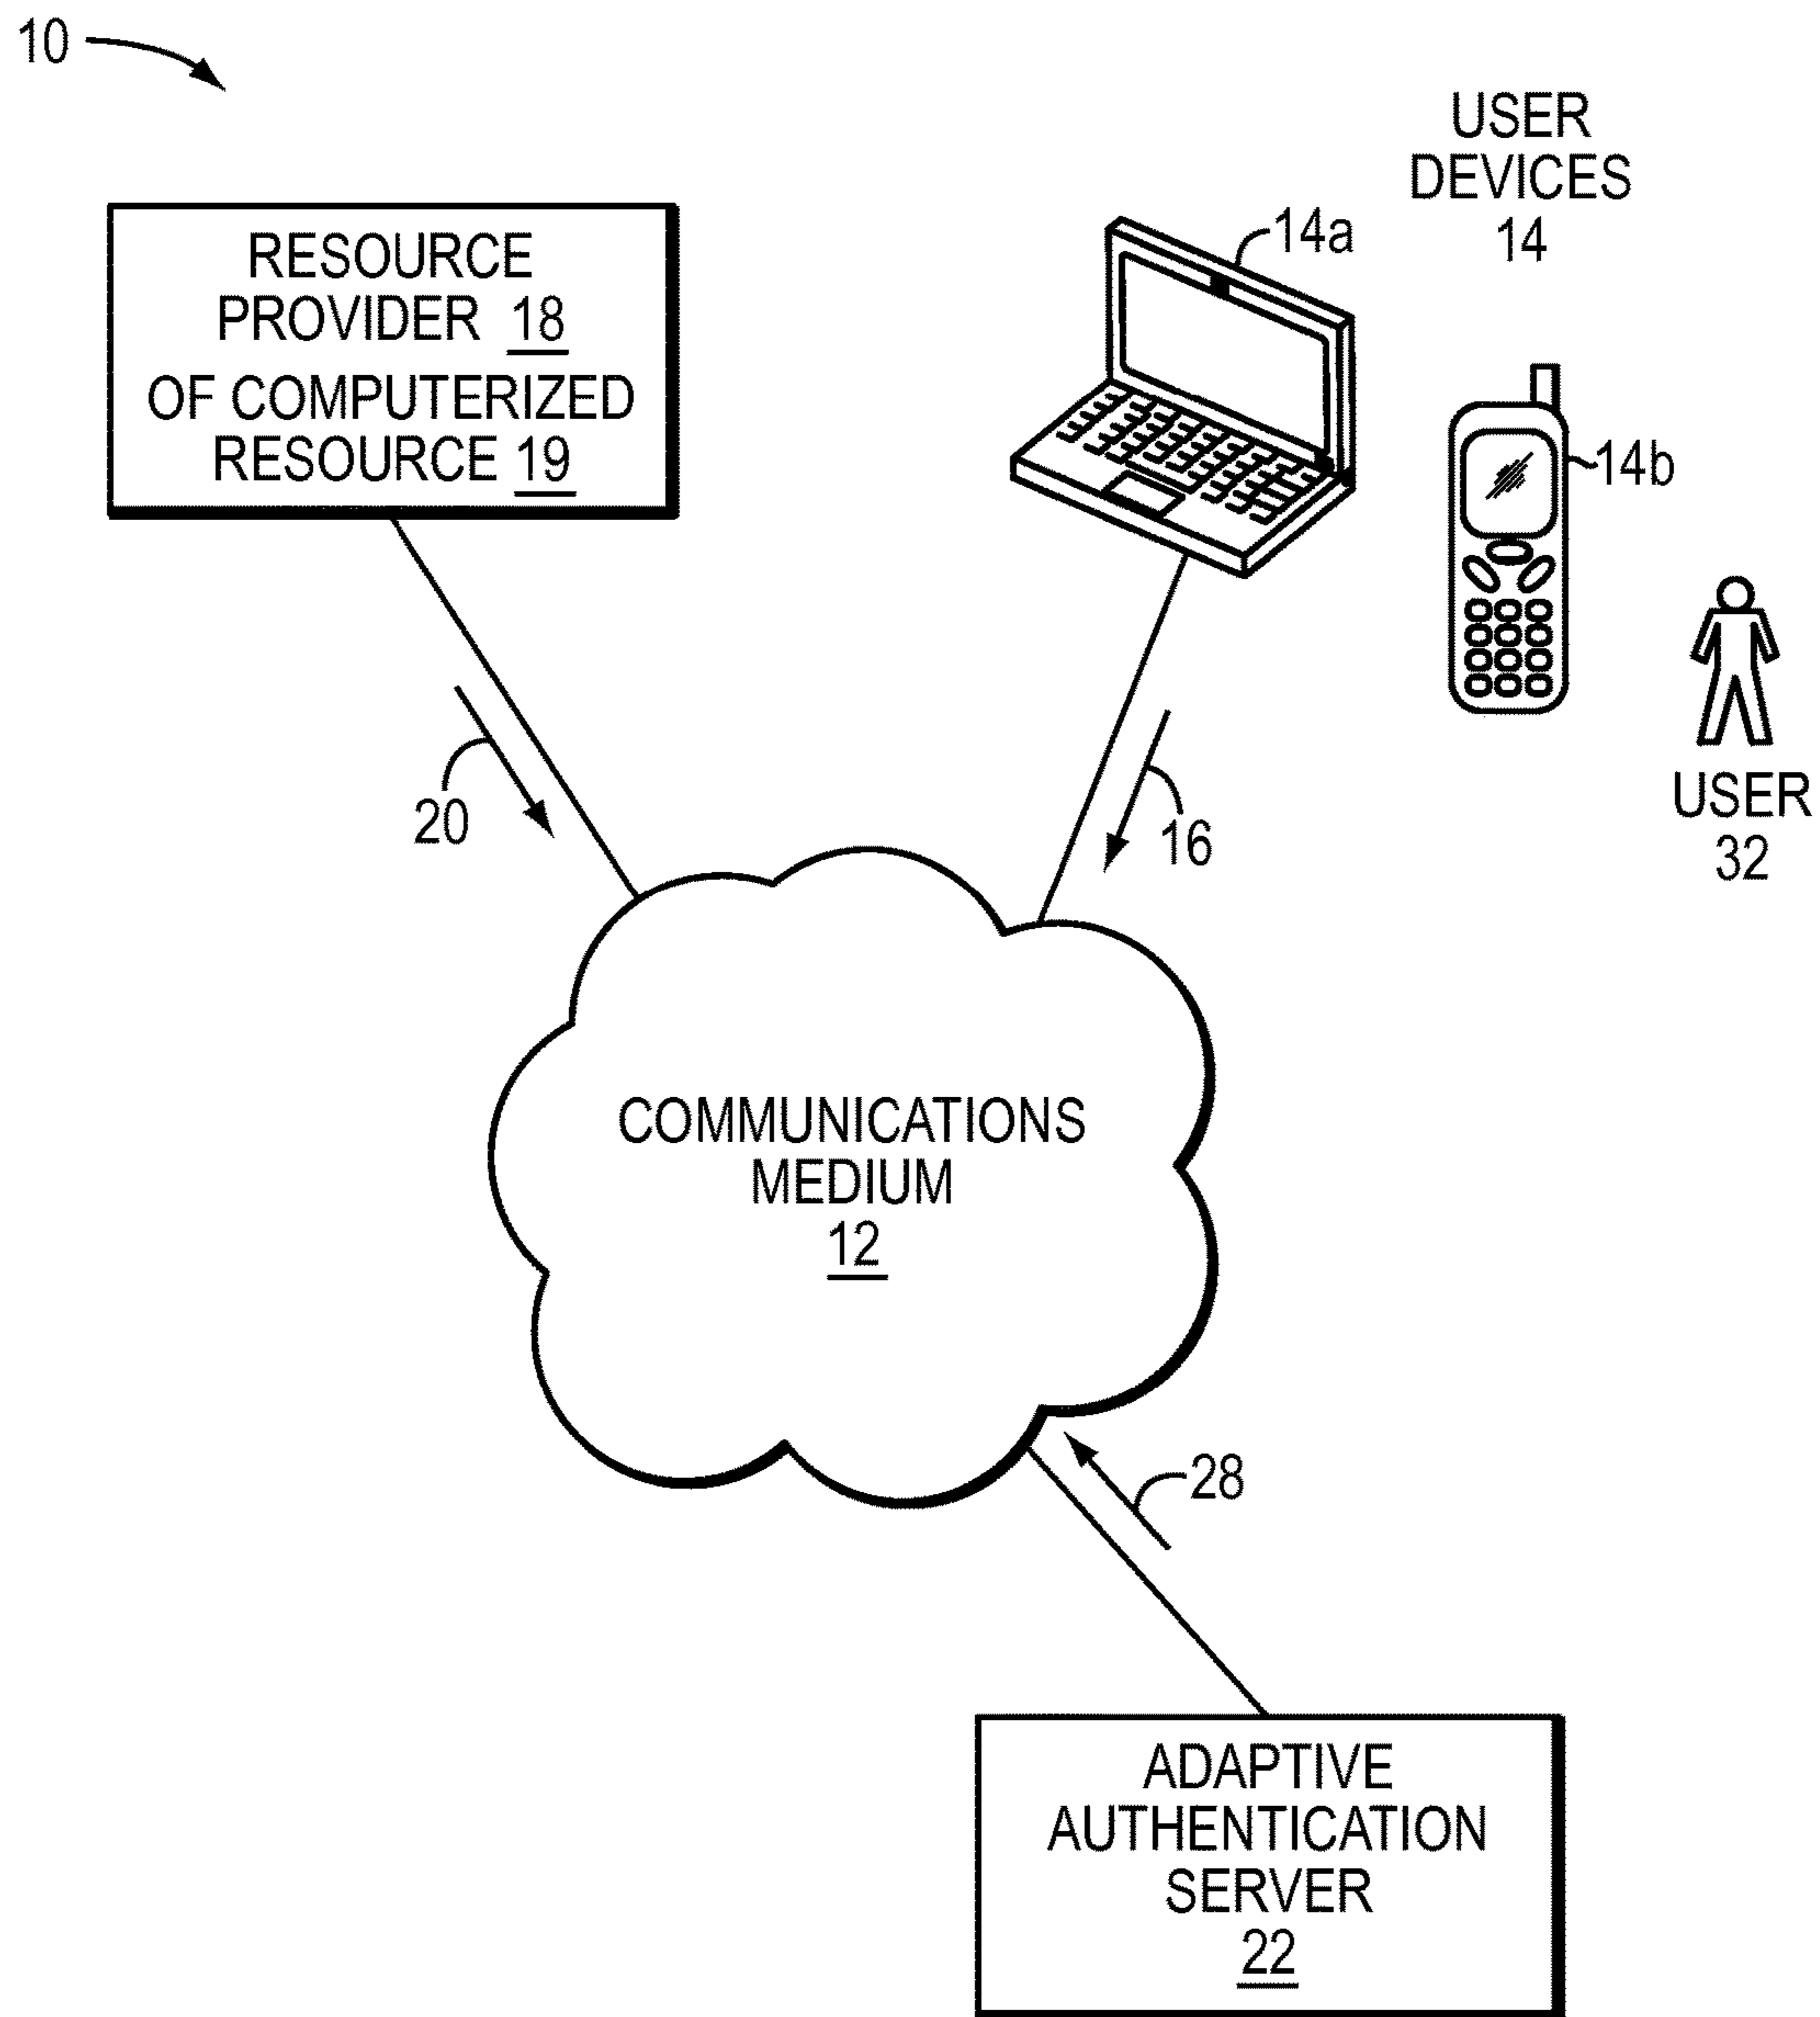 10
USER
DEVICES
14
14a
RESOURCE
PROVIDER 18
OF COMPUTERIZED
RESOURCE 19
14b
20
16
USER
32
COMMUNICATIONS
MEDIUM
12
28
ADAPTIVE
AUTHENTICATION
SERVER
22